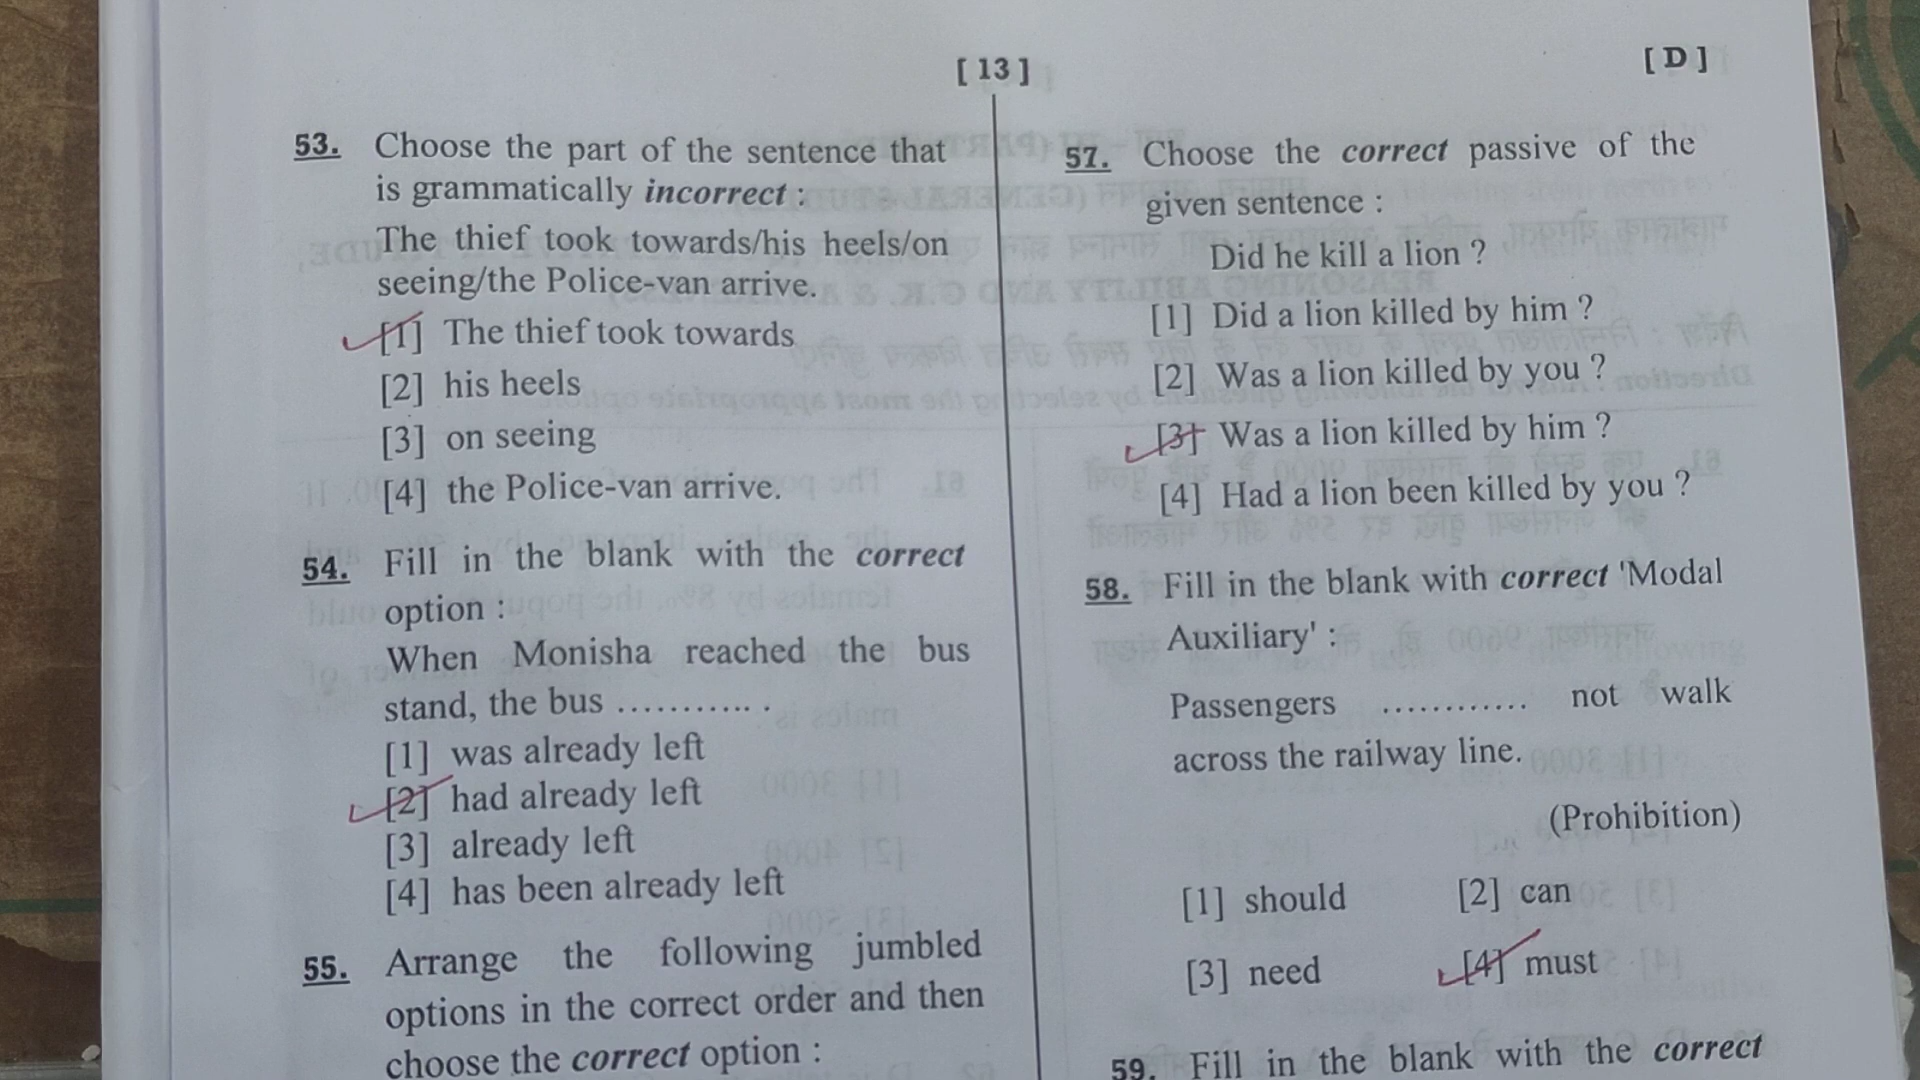 [ 13 ]
[ D ]
53. Choose the part of the sentence that
is grammatically incorrect :
The thief took towards/his heels/on
seeing/the Police-van arrive.
[1] The thief took towards
[2] his heels
[3] on seeing
[4] the Police-van arrive.
54. Fill in the blank with the correct
option :
When Monisha reached the bus
stand, the bus ............ .
[1] was already left
[2] had already left
[3] already left
[4] has been already left
55. Arrange the following jumbled
options in the correct order and then
choose the correct option :
57. Choose the correct passive of the
given sentence :
Did he kill a lion ?
[1] Did a lion killed by him ?
[2] Was a lion killed by you ?
[3] Was a lion killed by him ?
[4] Had a lion been killed by you ?
58. Fill in the blank with correct 'Modal
Auxiliary' :
Passengers ............ not walk
across the railway line.
(Prohibition)
[1] should [2] can
[3] need [4] must
59. Fill in the blank with the correct